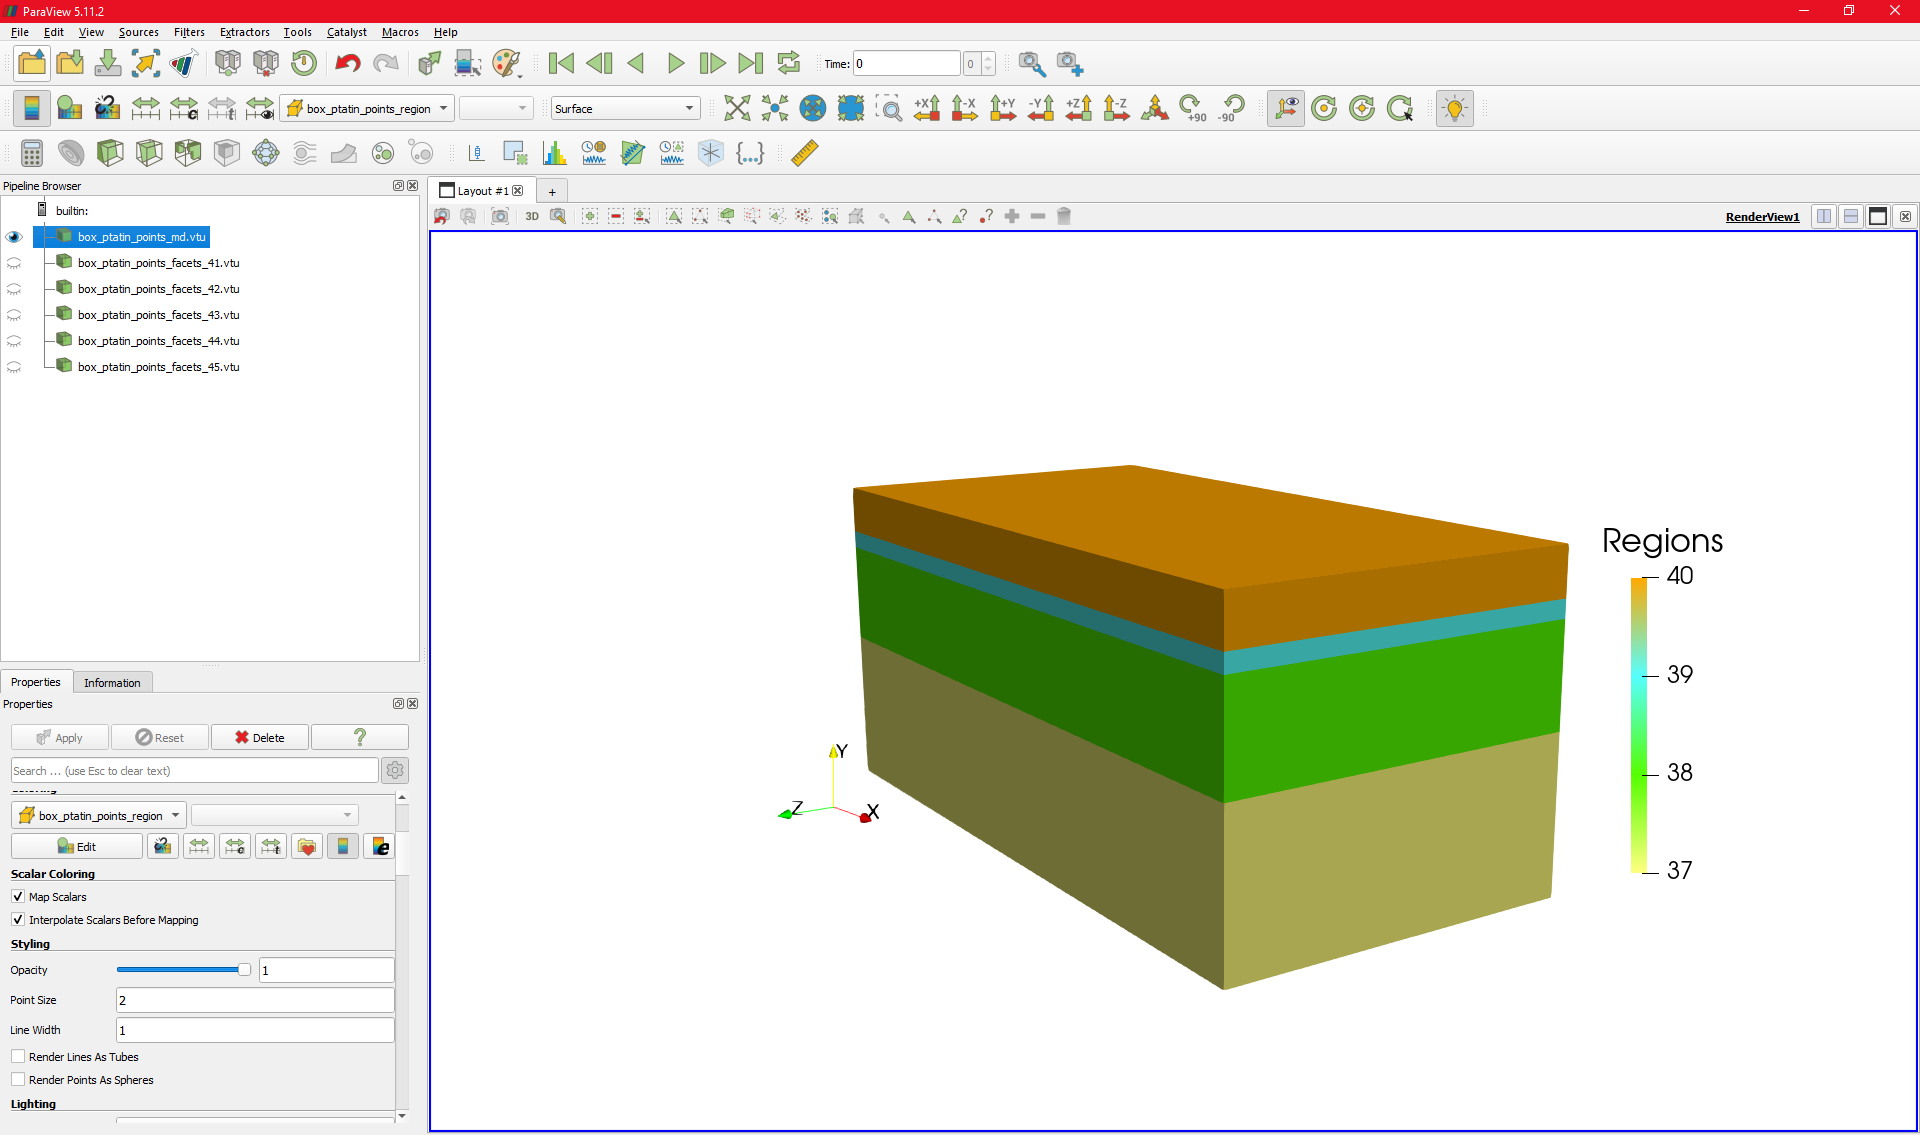 ParaView 5.11.2
File Edit View Sources Filters Extractors Tools Catalyst Macros Help
Time: 0 0
box_ptatin_points_region Surface +X -X +Y -Y +Z -Z +90 -90
Pipeline Browser
Layout #1 +
builtin:
3D RenderView1
box_ptatin_points_md.vtu
box_ptatin_points_facets_41.vtu
box_ptatin_points_facets_42.vtu
box_ptatin_points_facets_43.vtu
box_ptatin_points_facets_44.vtu
box_ptatin_points_facets_45.vtu
Properties Information
Properties
Apply Reset Delete ?
Search ... (use Esc to clear text)
box_ptatin_points_region
Edit
Scalar Coloring
Map Scalars
Interpolate Scalars Before Mapping
Styling
Opacity 1
Point Size 2
Line Width 1
Render Lines As Tubes
Render Points As Spheres
Lighting
Regions
40
39
38
37
Y
Z
X